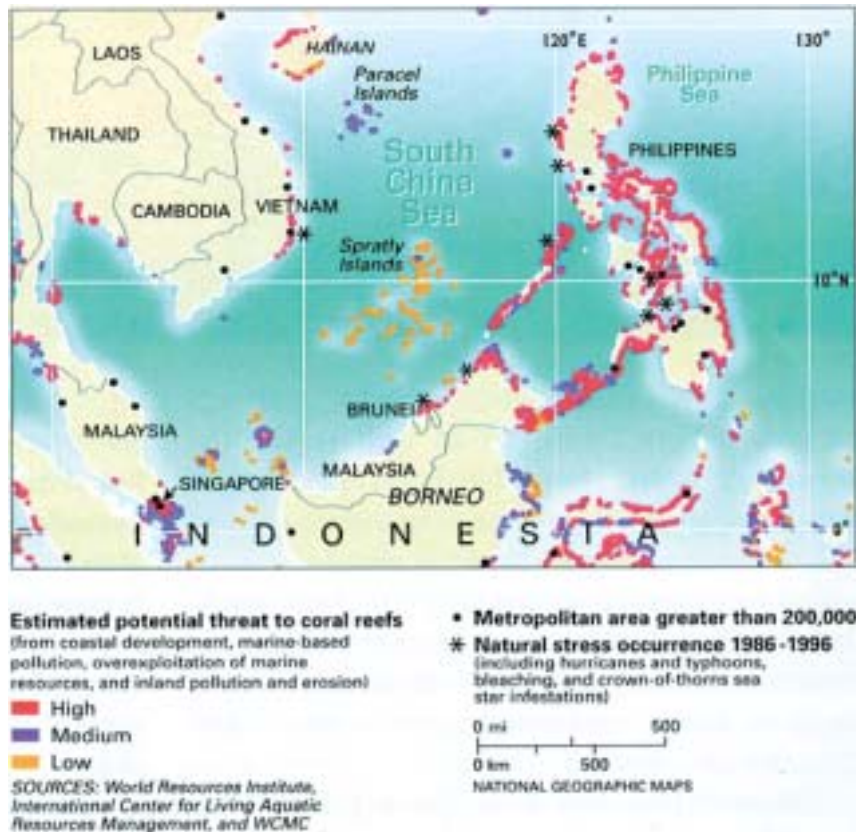 HAINAN
120°E
130°
LAOS
Paracel
Islands
Philippine
Sea
THAILAND
South
China
Sea
PHILIPPINES
CAMBODIA
VIETNAM
Spratly
Islands
10°N
BRUNEI
MALAYSIA
MALAYSIA
SINGAPORE
BORNEO
INDONESIA
0°
Estimated potential threat to coral reefs
(from coastal development, marine-based
pollution, overexploitation of marine
resources, and inland pollution and erosion)
High
Medium
Low
SOURCES: World Resources Institute,
International Center for Living Aquatic
Resources Management, and WCMC
• Metropolitan area greater than 200,000
* Natural stress occurrence 1986-1996
(including hurricanes and typhoons,
bleaching, and crown-of-thorns sea
star infestations)
0 mi 500
0 km 500
NATIONAL GEOGRAPHIC MAPS